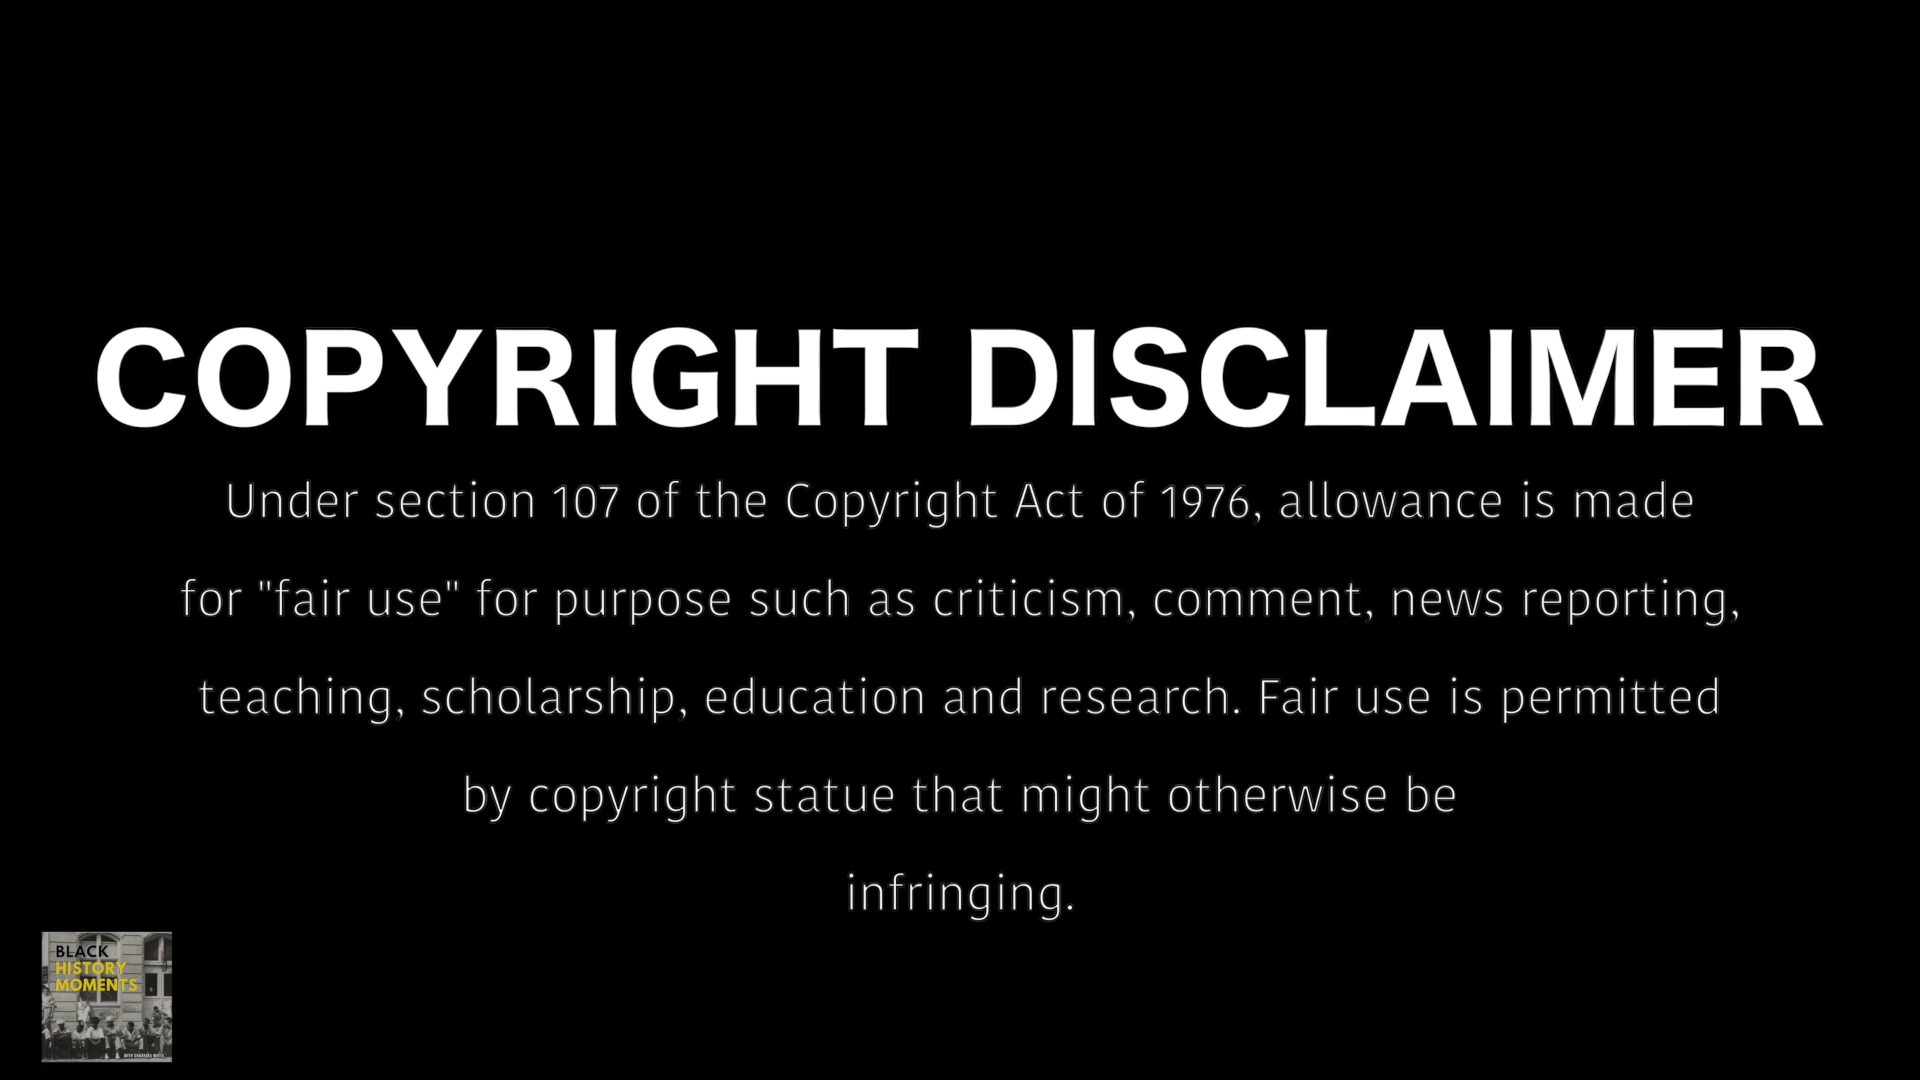 COPYRIGHT DISCLAIMER
Under section 107 of the Copyright Act of 1976, allowance is made
for "fair use" for purpose such as criticism, comment, news reporting,
teaching, scholarship, education and research. Fair use is permitted
by copyright statue that might otherwise be
infringing.
BLACK
HISTORY
MOMENTS